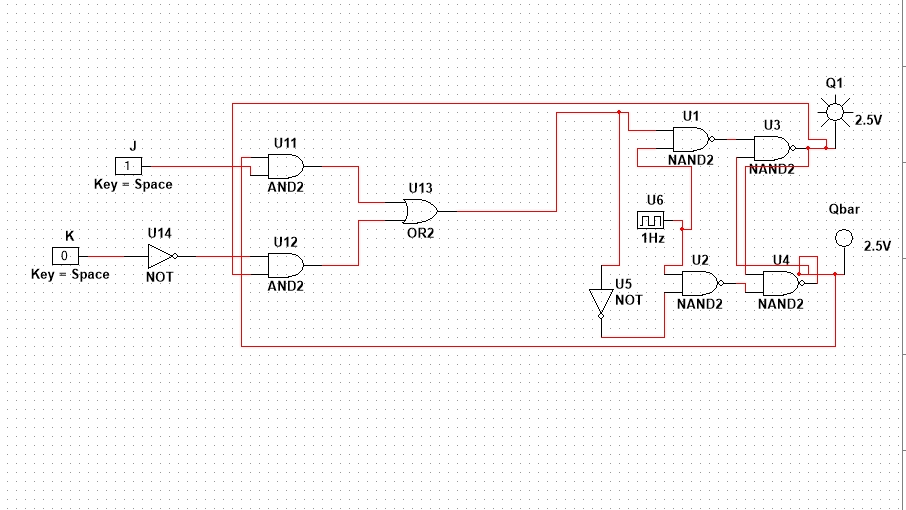 Q1
2.5V
U1
NAND2
U3
NAND2
J
1
Key = Space
U11
AND2
U13
OR2
U6
1Hz
Qbar
2.5V
K
0
Key = Space
U14
NOT
U12
AND2
U5
NOT
U2
NAND2
U4
NAND2